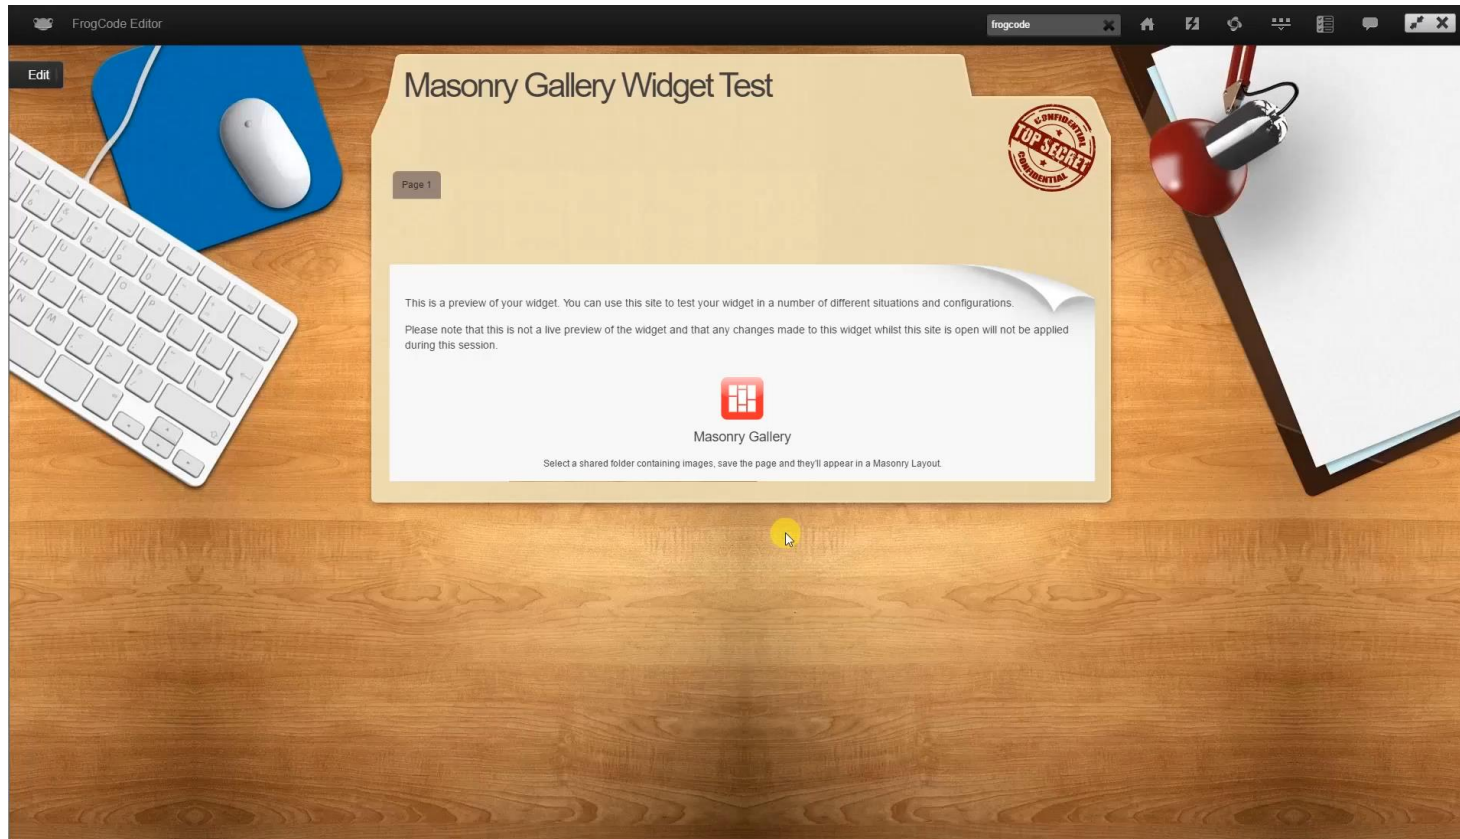 FrogCode Editor
frogcode
Edit
Masonry Gallery Widget Test
CONFIDENTIAL
TOP SECRET
CONFIDENTIAL
Page 1
This is a preview of your widget. You can use this site to test your widget in a number of different situations and configurations.
Please note that this is not a live preview of the widget and that any changes made to this widget whilst this site is open will not be applied
during this session.
Masonry Gallery
Select a shared folder containing images, save the page and they'll appear in a Masonry Layout.